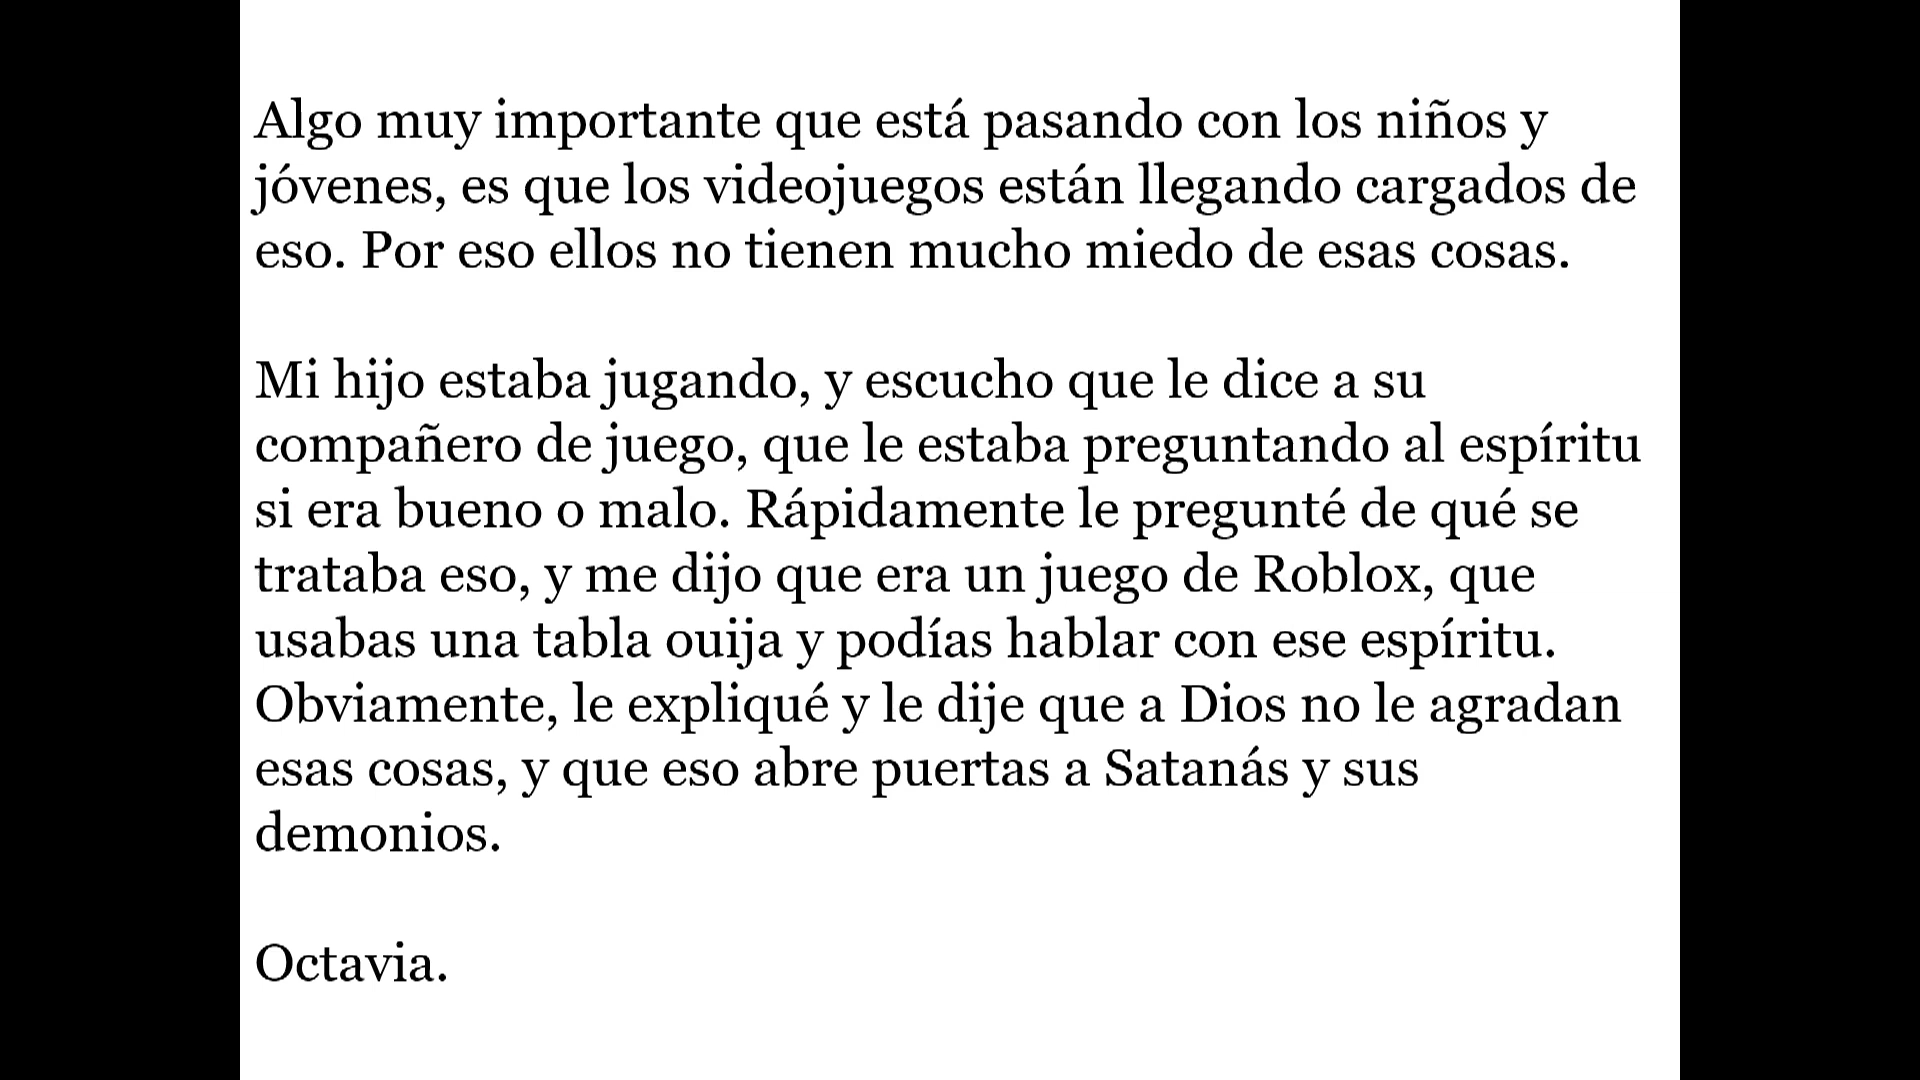 Algo muy importante que está pasando con los niños y
jóvenes, es que los videojuegos están llegando cargados de
eso. Por eso ellos no tienen mucho miedo de esas cosas.
Mi hijo estaba jugando, y escucho que le dice a su
compañero de juego, que le estaba preguntando al espíritu
si era bueno o malo. Rápidamente le pregunté de qué se
trataba eso, y me dijo que era un juego de Roblox, que
usabas una tabla ouija y podías hablar con ese espíritu.
Obviamente, le expliqué y le dije que a Dios no le agradan
esas cosas, y que eso abre puertas a Satanás y sus
demonios.
Octavia.